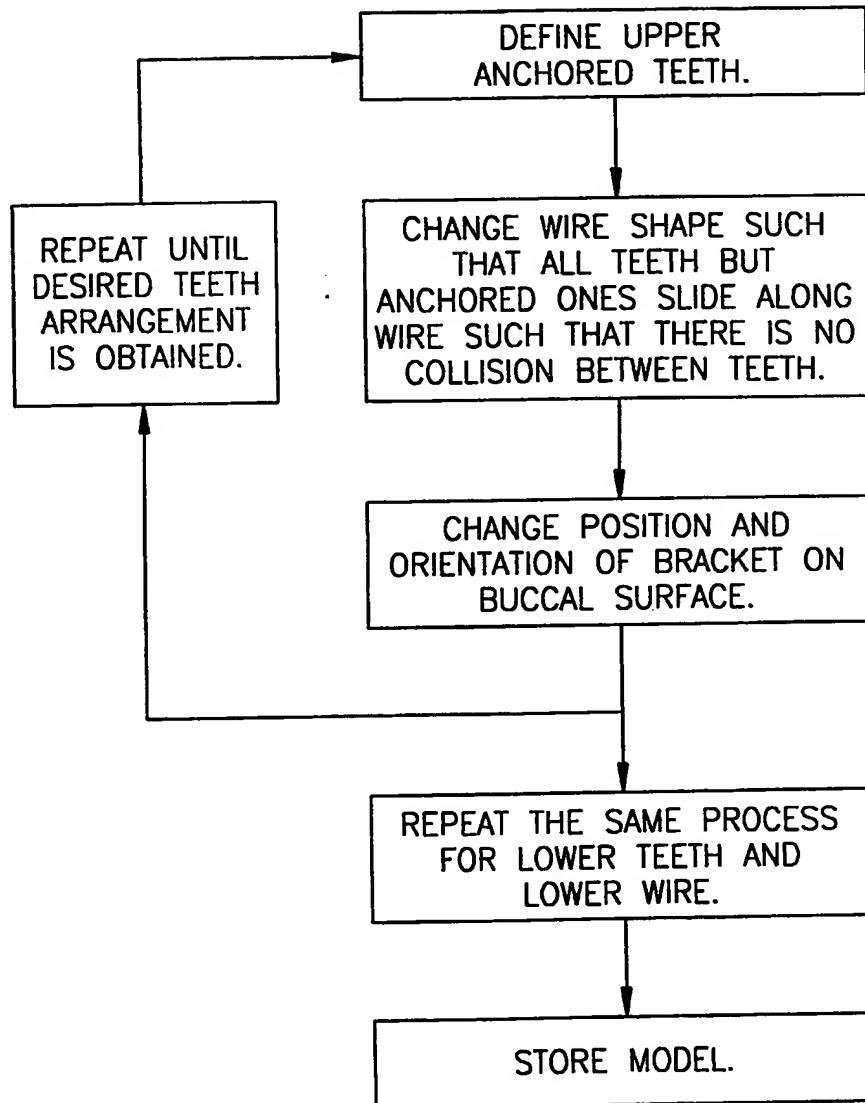 DEFINE UPPER
ANCHORED TEETH.
CHANGE WIRE SHAPE SUCH
THAT ALL TEETH BUT
ANCHORED ONES SLIDE ALONG
WIRE SUCH THAT THERE IS NO
COLLISION BETWEEN TEETH.
REPEAT UNTIL
DESIRED TEETH
ARRANGEMENT
IS OBTAINED.
CHANGE POSITION AND
ORIENTATION OF BRACKET ON
BUCCAL SURFACE.
REPEAT THE SAME PROCESS
FOR LOWER TEETH AND
LOWER WIRE.
STORE MODEL.